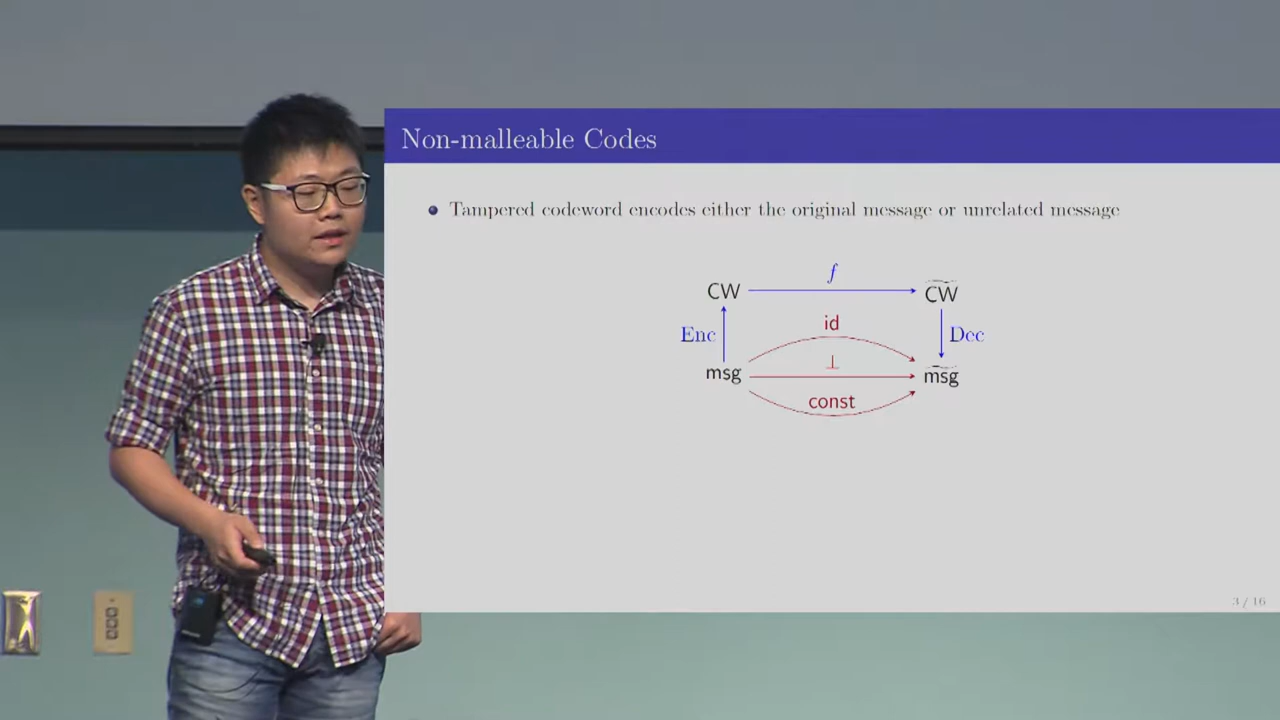 Non-malleable Codes
Tampered codeword encodes either the original message or unrelated message
f
CW
C͠W
id
Enc
Dec
⊥
msg
m͠sg
const
3 / 16